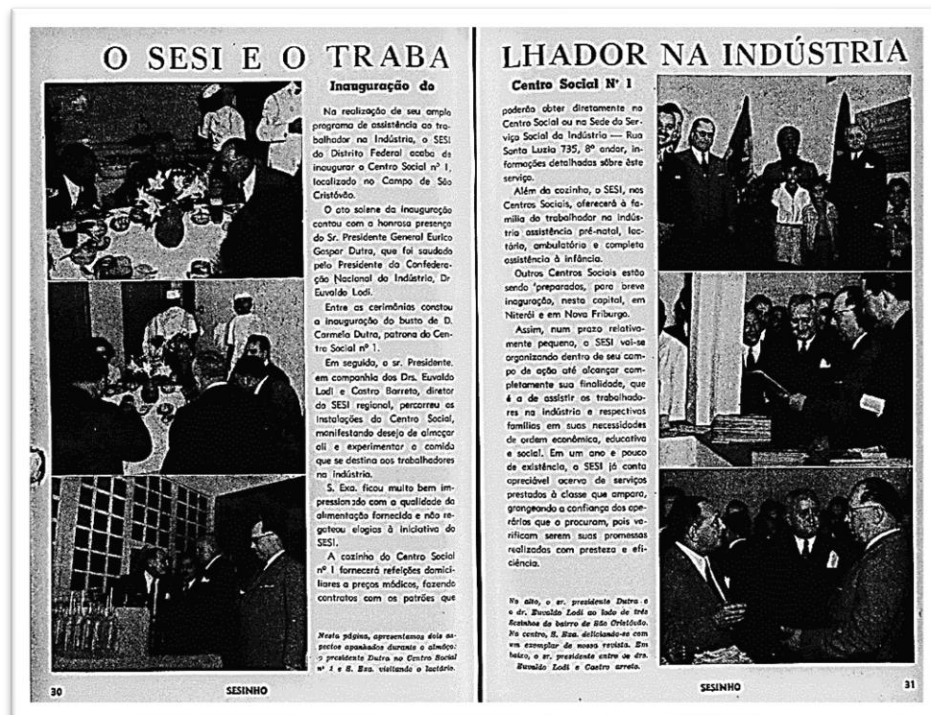 O SESI E O TRABA
LHADOR NA INDÚSTRIA
Inauguração do
Na realização de seu amplo
programa de assistência ao tra-
balhador na Indústria, o SESI
do Distrito Federal acaba de
inaugurar o Centro Social nº 1,
localizado no Campo de São
Cristóvão.
O ato solene da inauguração
contou com a honrosa presença
do Sr. Presidente General Eurico
Gaspar Dutra, que foi saudado
pelo Presidente da Confedera-
ção Nacional da Indústria, Dr
Euvaldo Lodi.
Entre as cerimônias constou
a inauguração do busto de D.
Carmela Dutra, patrona do Cen-
tro Social nº 1.
Em seguida, o sr. Presidente,
em companhia dos Drs. Euvaldo
Lodi e Castro Barreto, diretor
do SESI regional, percorreu as
instalações do Centro Social,
manifestando desejo de almoçar
ali e experimentar a comida
que se destina aos trabalhadores
na indústria.
S. Exa. ficou muito bem im-
pressionado com a qualidade da
alimentação fornecida e não re-
gateou elogios à iniciativa do
SESI.
A cozinha do Centro Social
nº 1 fornecerá refeições domici-
liares a preços módicos, fazendo
contratos com os patrões que
Nesta página, apresentamos dois as-
pectos apanhados durante o almôço:
o presidente Dutra no Centro Social
nº 1 e S. Exa. visitando o lactário.
30
SESINHO
Centro Social Nº 1
poderão obter diretamente no
Centro Social ou na Sede do Ser-
viço Social da Indústria — Rua
Santa Luzia 735, 8º andar, in-
formações detalhadas sôbre êste
serviço.
Além da cozinha, o SESI, nos
Centros Sociais, oferecerá à fa-
mília do trabalhador na indús-
tria assistência pré-natal, lac-
tário, ambulatório e completa
assistência à infância.
Outros Centros Sociais estão
sendo preparados, para breve
inaguração, nesta capital, em
Niterói e em Nova Friburgo.
Assim, num prazo relativa-
mente pequeno, o SESI vai-se
organizando dentro de seu cam-
po de ação até alcançar com-
pletamente sua finalidade, que
é a de assistir os trabalhado-
res na indústria e respectivas
famílias em suas necessidades
de ordem econômica, educativa
e social. Em um ano e pouco
de existência, o SESI já conta
apreciável acervo de serviços
prestados à classe que ampara,
grangeando a confiança dos ope-
rários que o procuram, pois ve-
rificam serem suas promessas
realizadas com presteza e efi-
ciência.
No alto, o sr. presidente Dutra e
o dr. Euvaldo Lodi ao lado de três
Sesinhos do bairro de São Cristóvão.
No centro, S. Exa. deliciando-se com
um exemplar de nossa revista. Em
baixo, o sr. presidente entre os drs.
Euvaldo Lodi e Castro arreto.
SESINHO
31